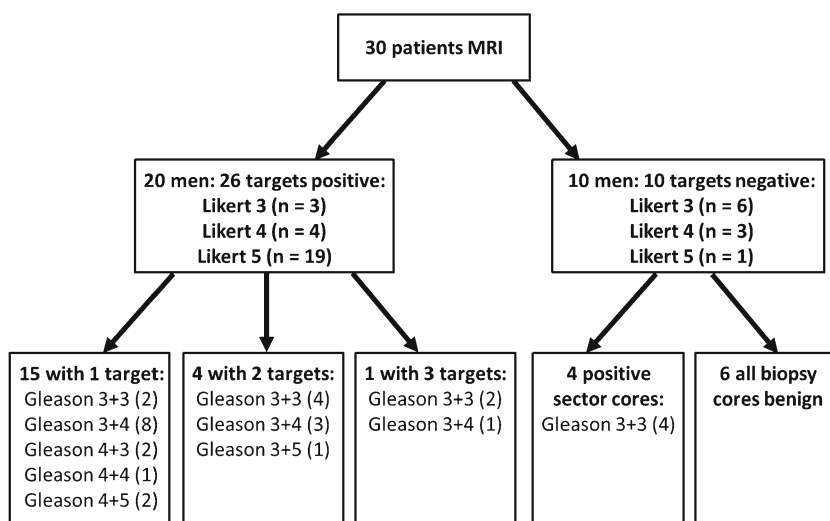 30 patients MRI
20 men: 26 targets positive:
Likert 3 (n = 3)
Likert 4 (n = 4)
Likert 5 (n = 19)
10 men: 10 targets negative:
Likert 3 (n = 6)
Likert 4 (n = 3)
Likert 5 (n = 1)
15 with 1 target:
Gleason 3+3 (2)
Gleason 3+4 (8)
Gleason 4+3 (2)
Gleason 4+4 (1)
Gleason 4+5 (2)
4 with 2 targets:
Gleason 3+3 (4)
Gleason 3+4 (3)
Gleason 3+5 (1)
1 with 3 targets:
Gleason 3+3 (2)
Gleason 3+4 (1)
4 positive
sector cores:
Gleason 3+3 (4)
6 all biopsy
cores benign